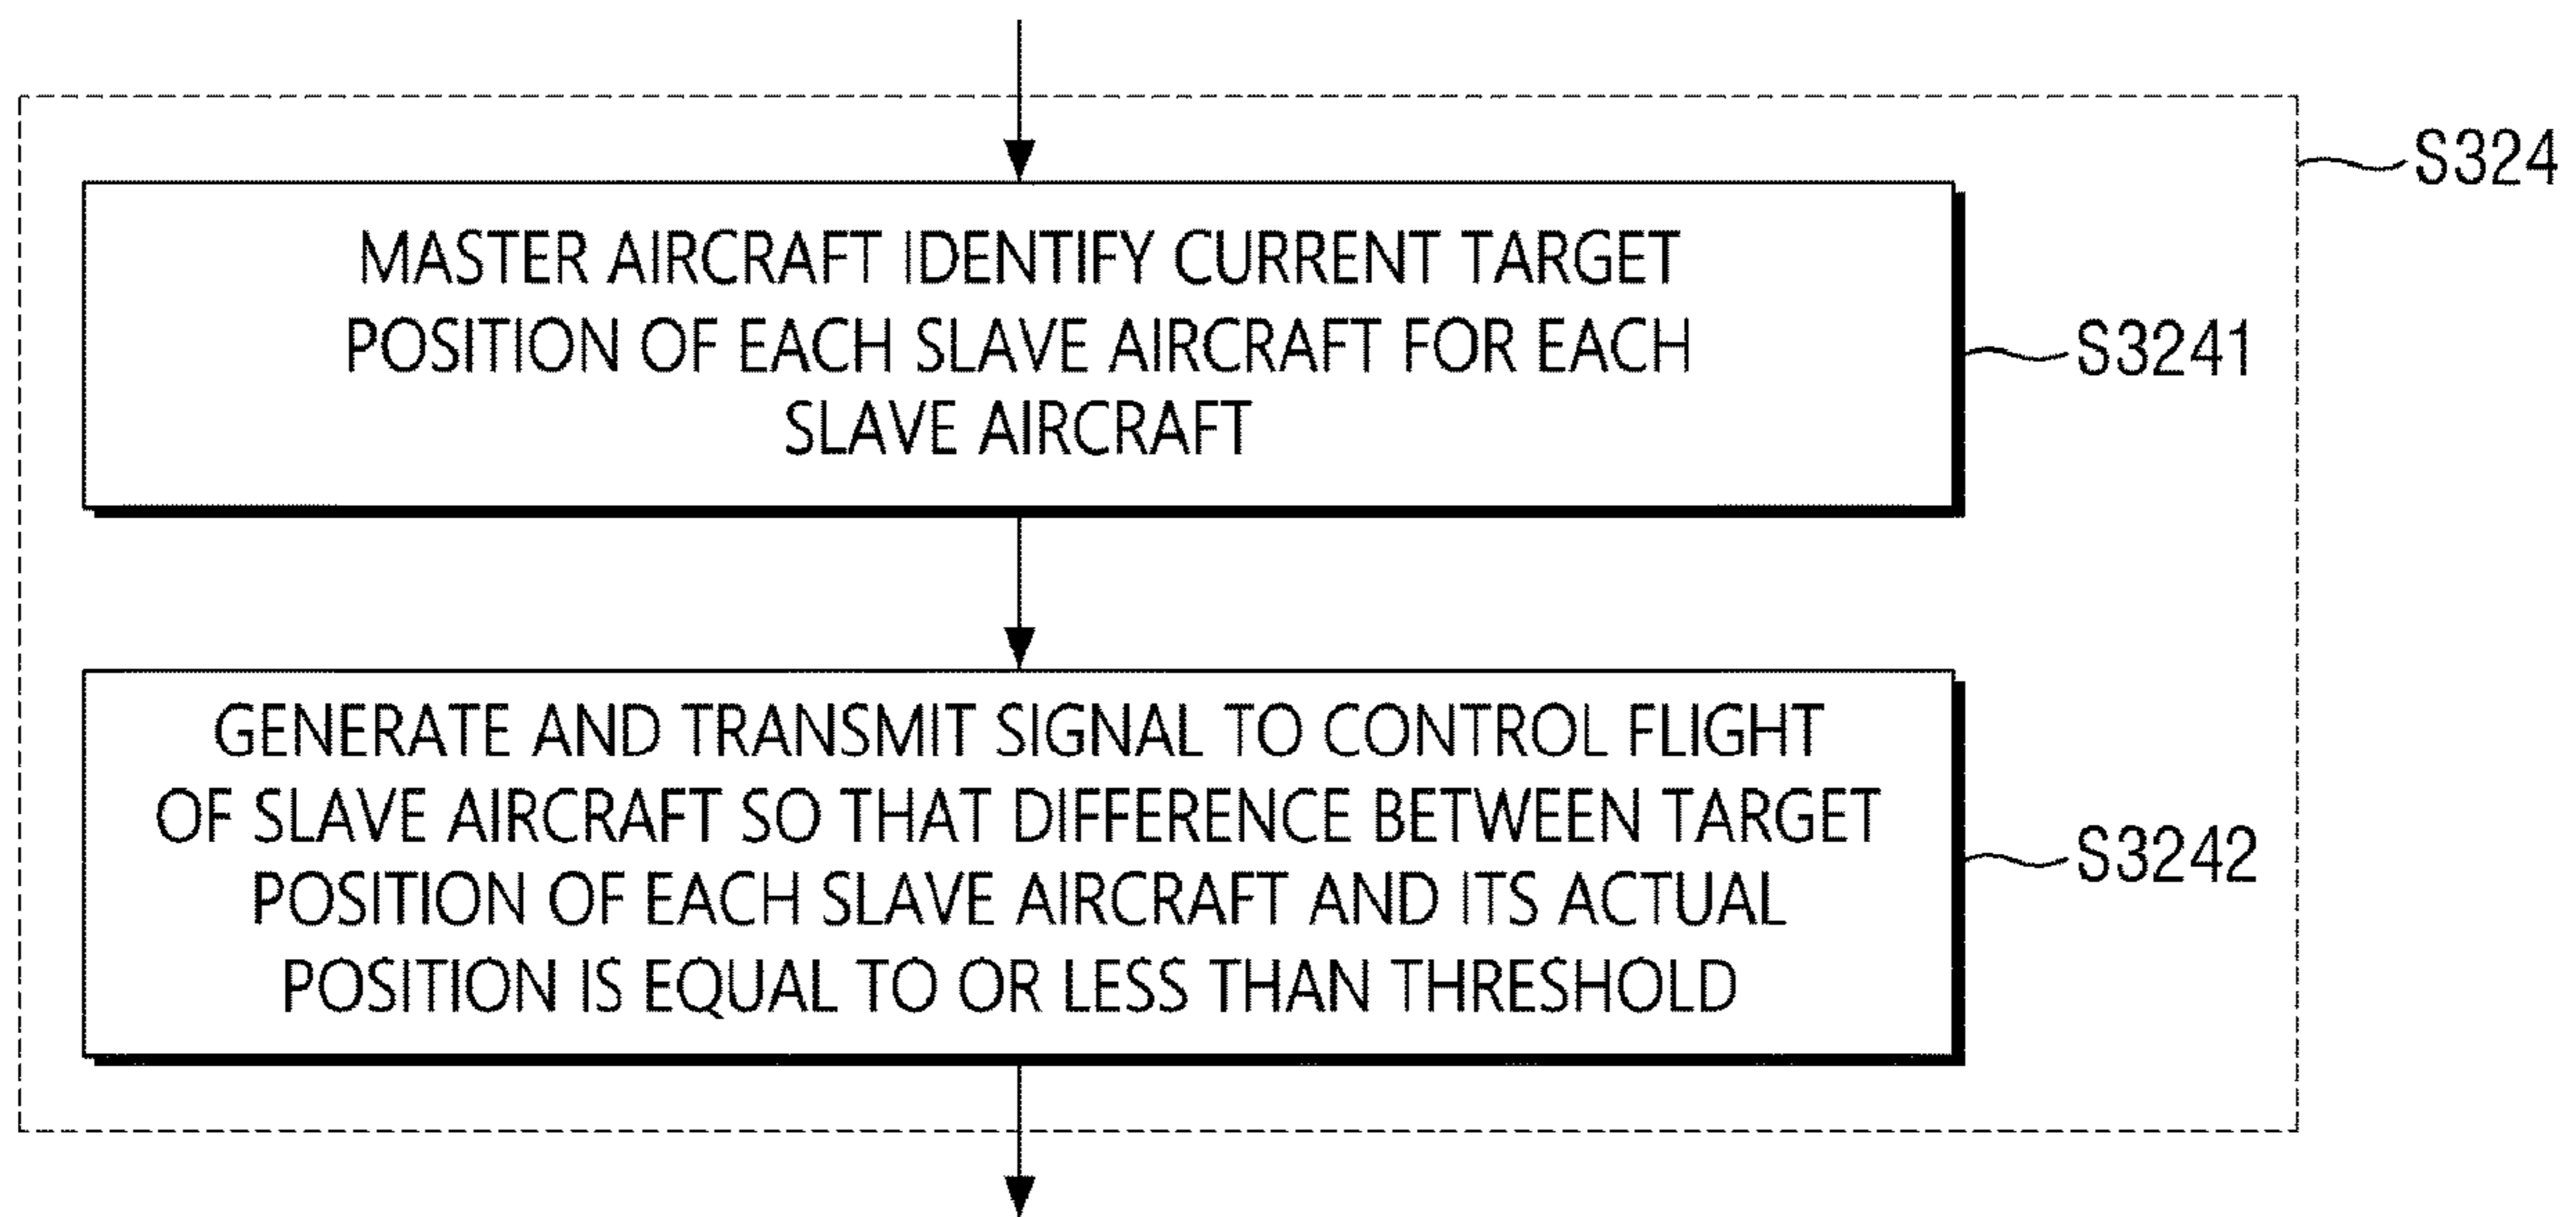 S324
MASTER AIRCRAFT IDENTIFY CURRENT TARGET
POSITION OF EACH SLAVE AIRCRAFT FOR EACH
SLAVE AIRCRAFT
S3241
GENERATE AND TRANSMIT SIGNAL TO CONTROL FLIGHT
OF SLAVE AIRCRAFT SO THAT DIFFERENCE BETWEEN TARGET
POSITION OF EACH SLAVE AIRCRAFT AND ITS ACTUAL
POSITION IS EQUAL TO OR LESS THAN THRESHOLD
S3242